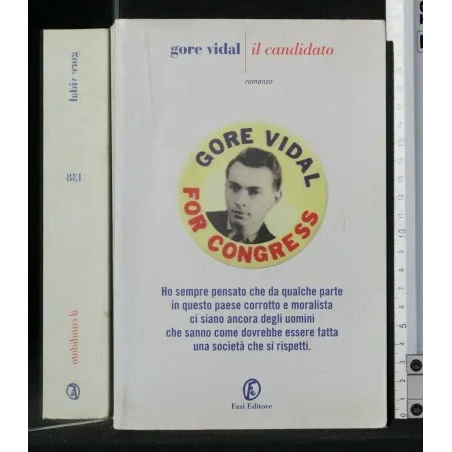 gore vidal | il candidato
romanzo
GORE VIDAL
FOR CONGRESS
Ho sempre pensato che da qualche parte
in questo paese corrotto e moralista
ci siano ancora degli uomini
che sanno come dovrebbe essere fatta
una società che si rispetti.
Fazi Editore
gore vidal
138
il candidato